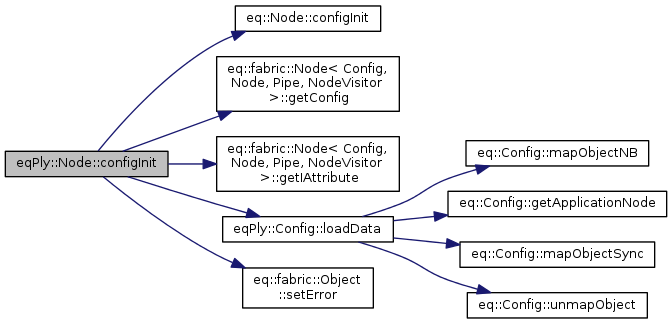 eqPly::Node::configInit
eq::Node::configInit
eq::fabric::Node< Config,
Node, Pipe, NodeVisitor
>::getConfig
eq::fabric::Node< Config,
Node, Pipe, NodeVisitor
>::getIAttribute
eqPly::Config::loadData
eq::fabric::Object
::setError
eq::Config::mapObjectNB
eq::Config::getApplicationNode
eq::Config::mapObjectSync
eq::Config::unmapObject